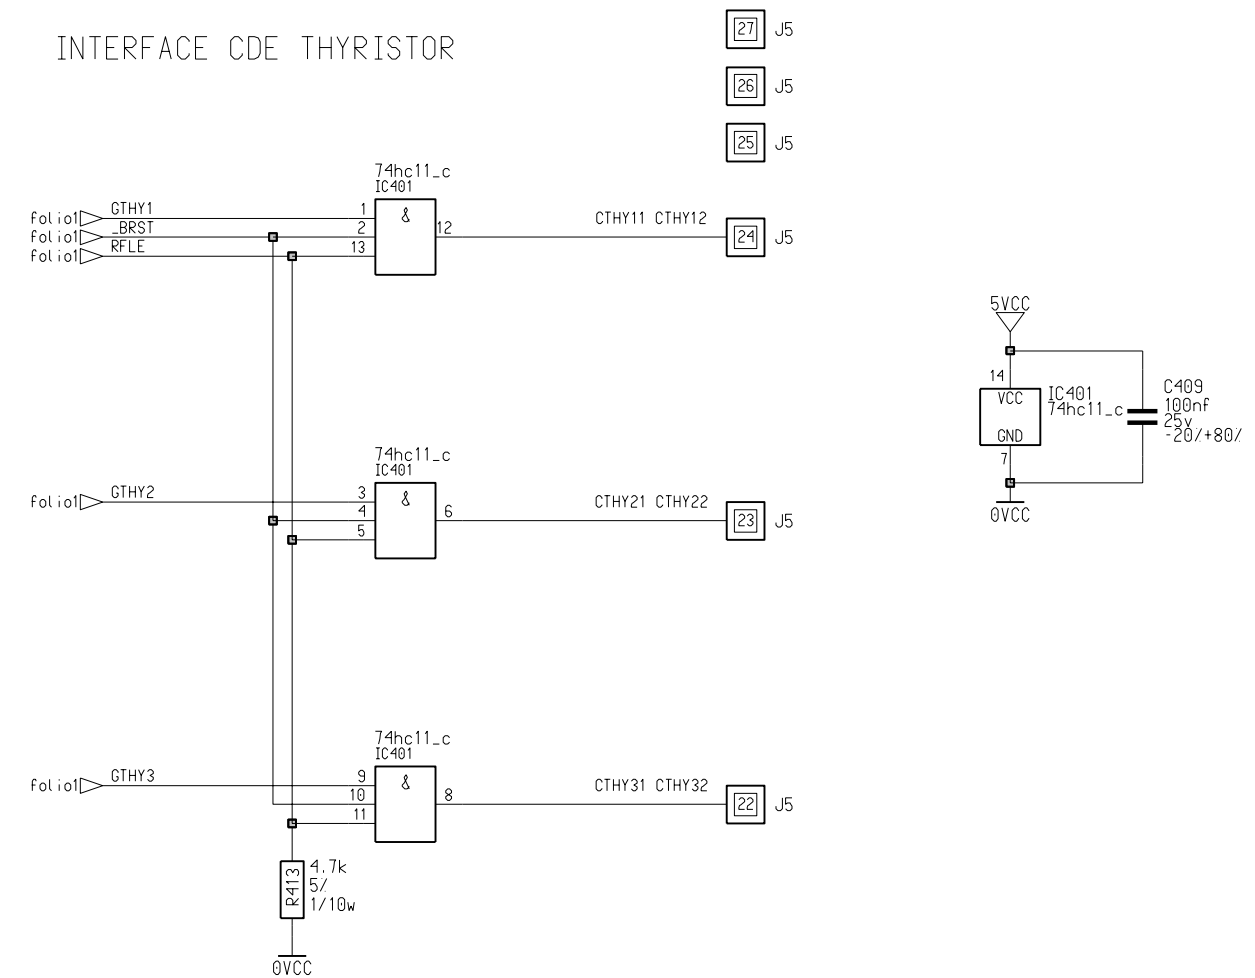 INTERFACE CDE THYRISTOR
27 J5
26 J5
25 J5
74hc11_c
IC401
folio1 GTHY1 1
folio1 _BRST 2
folio1 RFLE 13
&
12
CTHY11 CTHY12
24 J5
5VCC
14
VCC
GND
7
0VCC
IC401
74hc11_c
C409
100nf
25v
-20%+80%
74hc11_c
IC401
folio1 GTHY2 3
4
5
&
6
CTHY21 CTHY22
23 J5
74hc11_c
IC401
folio1 GTHY3 9
10
11
&
8
CTHY31 CTHY32
22 J5
R413
4.7k
5%
1/10w
0VCC